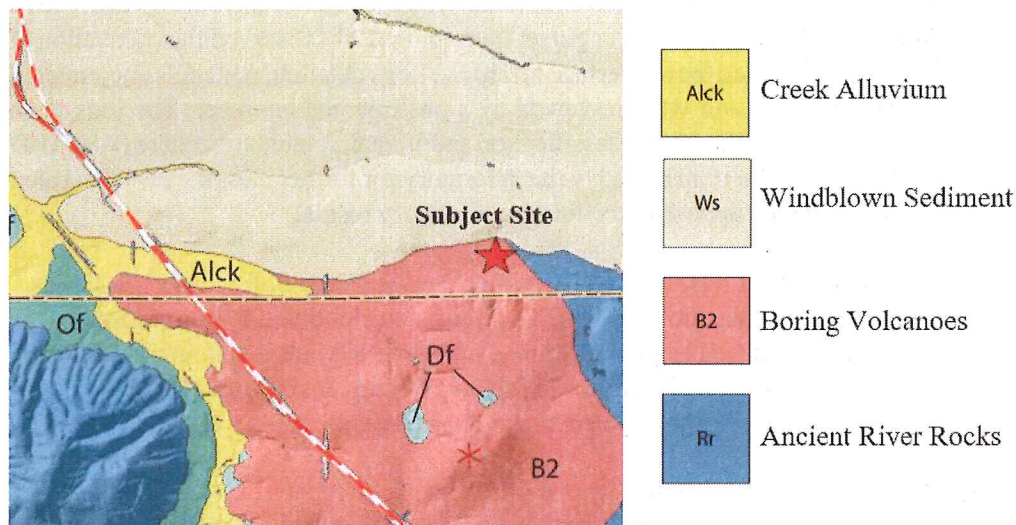 Subject Site
Alck
Of
Df
B2
f
Alck Creek Alluvium
Ws Windblown Sediment
B2 Boring Volcanoes
Rr Ancient River Rocks